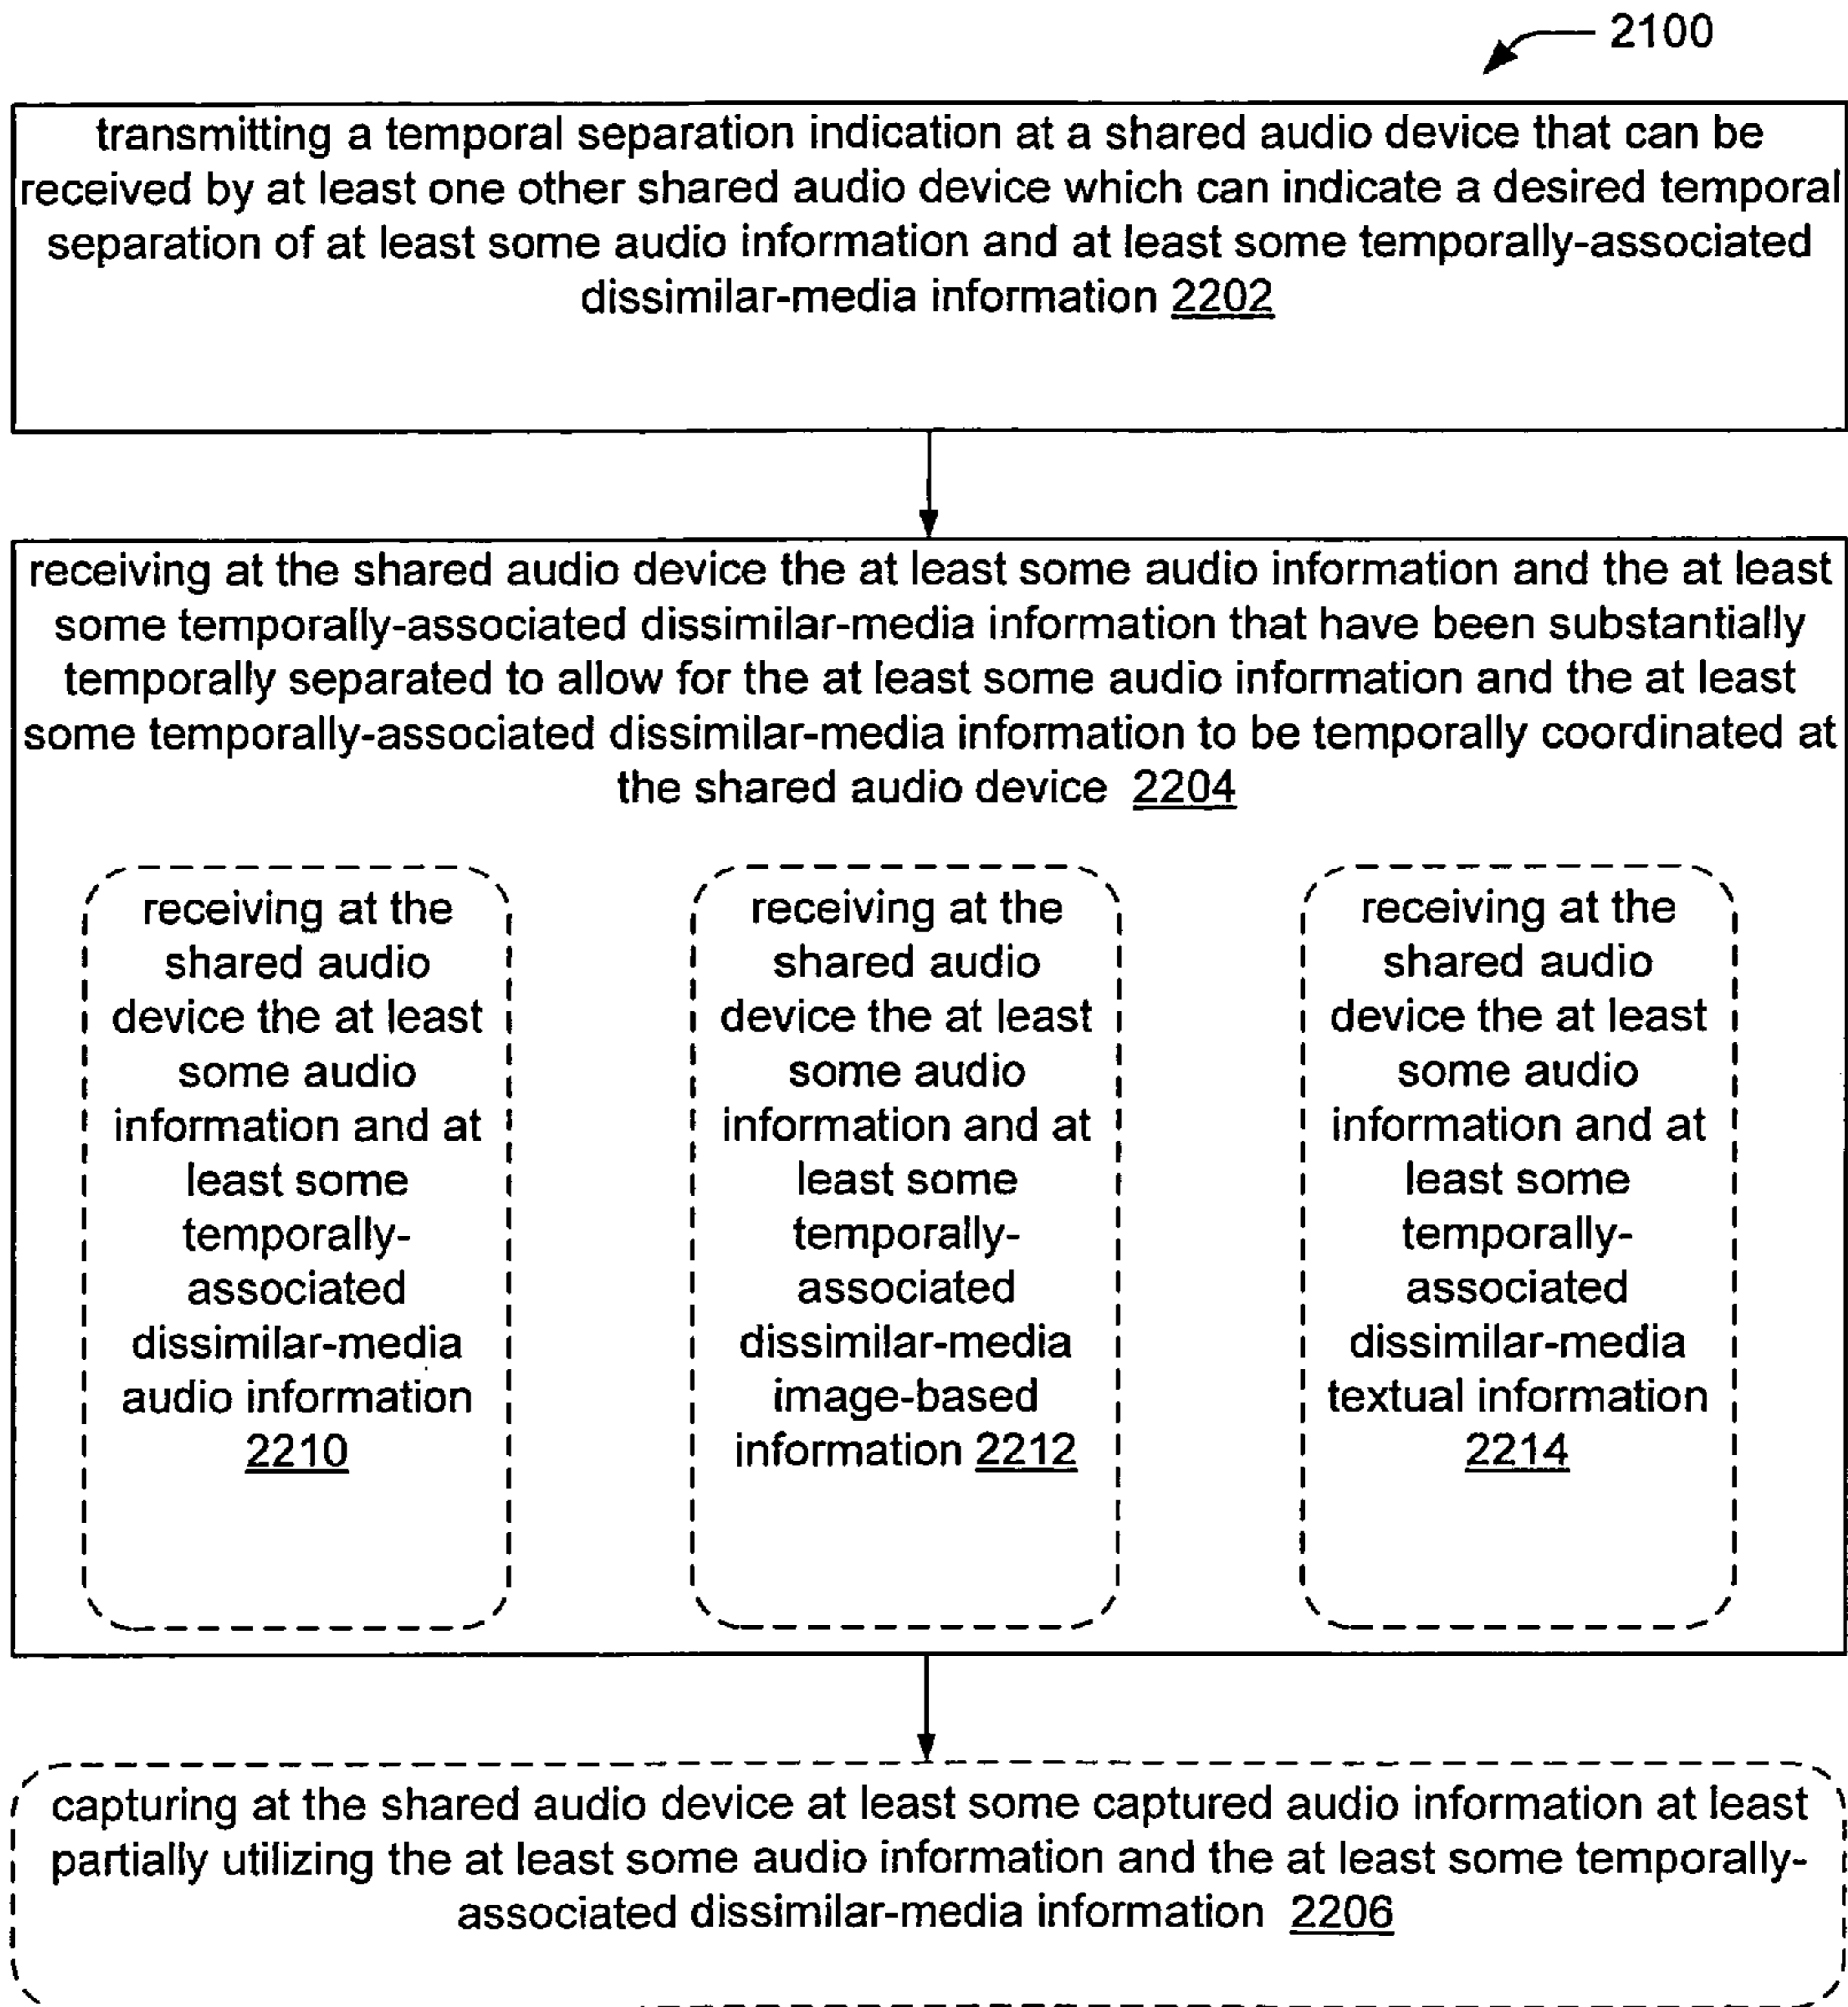 2100
transmitting a temporal separation indication at a shared audio device that can be
received by at least one other shared audio device which can indicate a desired temporal
separation of at least some audio information and at least some temporally-associated
dissimilar-media information 2202
receiving at the shared audio device the at least some audio information and the at least
some temporally-associated dissimilar-media information that have been substantially
temporally separated to allow for the at least some audio information and the at least
some temporally-associated dissimilar-media information to be temporally coordinated at
the shared audio device 2204
receiving at the
shared audio
device the at least
some audio
information and at
least some
temporally-
associated
dissimilar-media
audio information
2210
receiving at the
shared audio
device the at least
some audio
information and at
least some
temporally-
associated
dissimilar-media
image-based
information 2212
receiving at the
shared audio
device the at least
some audio
information and at
least some
temporally-
associated
dissimilar-media
textual information
2214
capturing at the shared audio device at least some captured audio information at least
partially utilizing the at least some audio information and the at least some temporally-
associated dissimilar-media information 2206